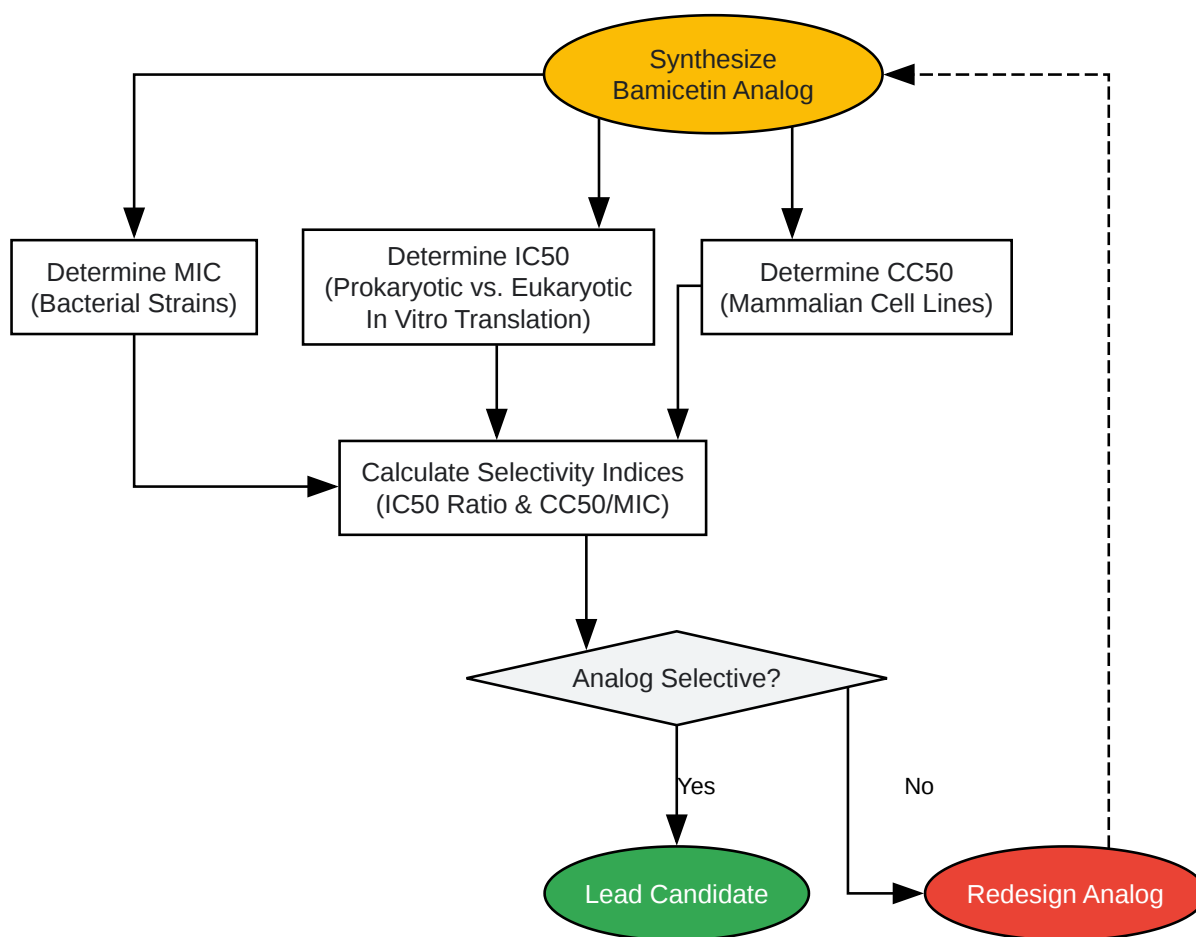 Synthesize
Bamicetin Analog
Determine MIC
(Bacterial Strains)
Determine IC50
(Prokaryotic vs. Eukaryotic
In Vitro Translation)
Determine CC50
(Mammalian Cell Lines)
Calculate Selectivity Indices
(IC50 Ratio & CC50/MIC)
Analog Selective?
Yes
No
Lead Candidate
Redesign Analog